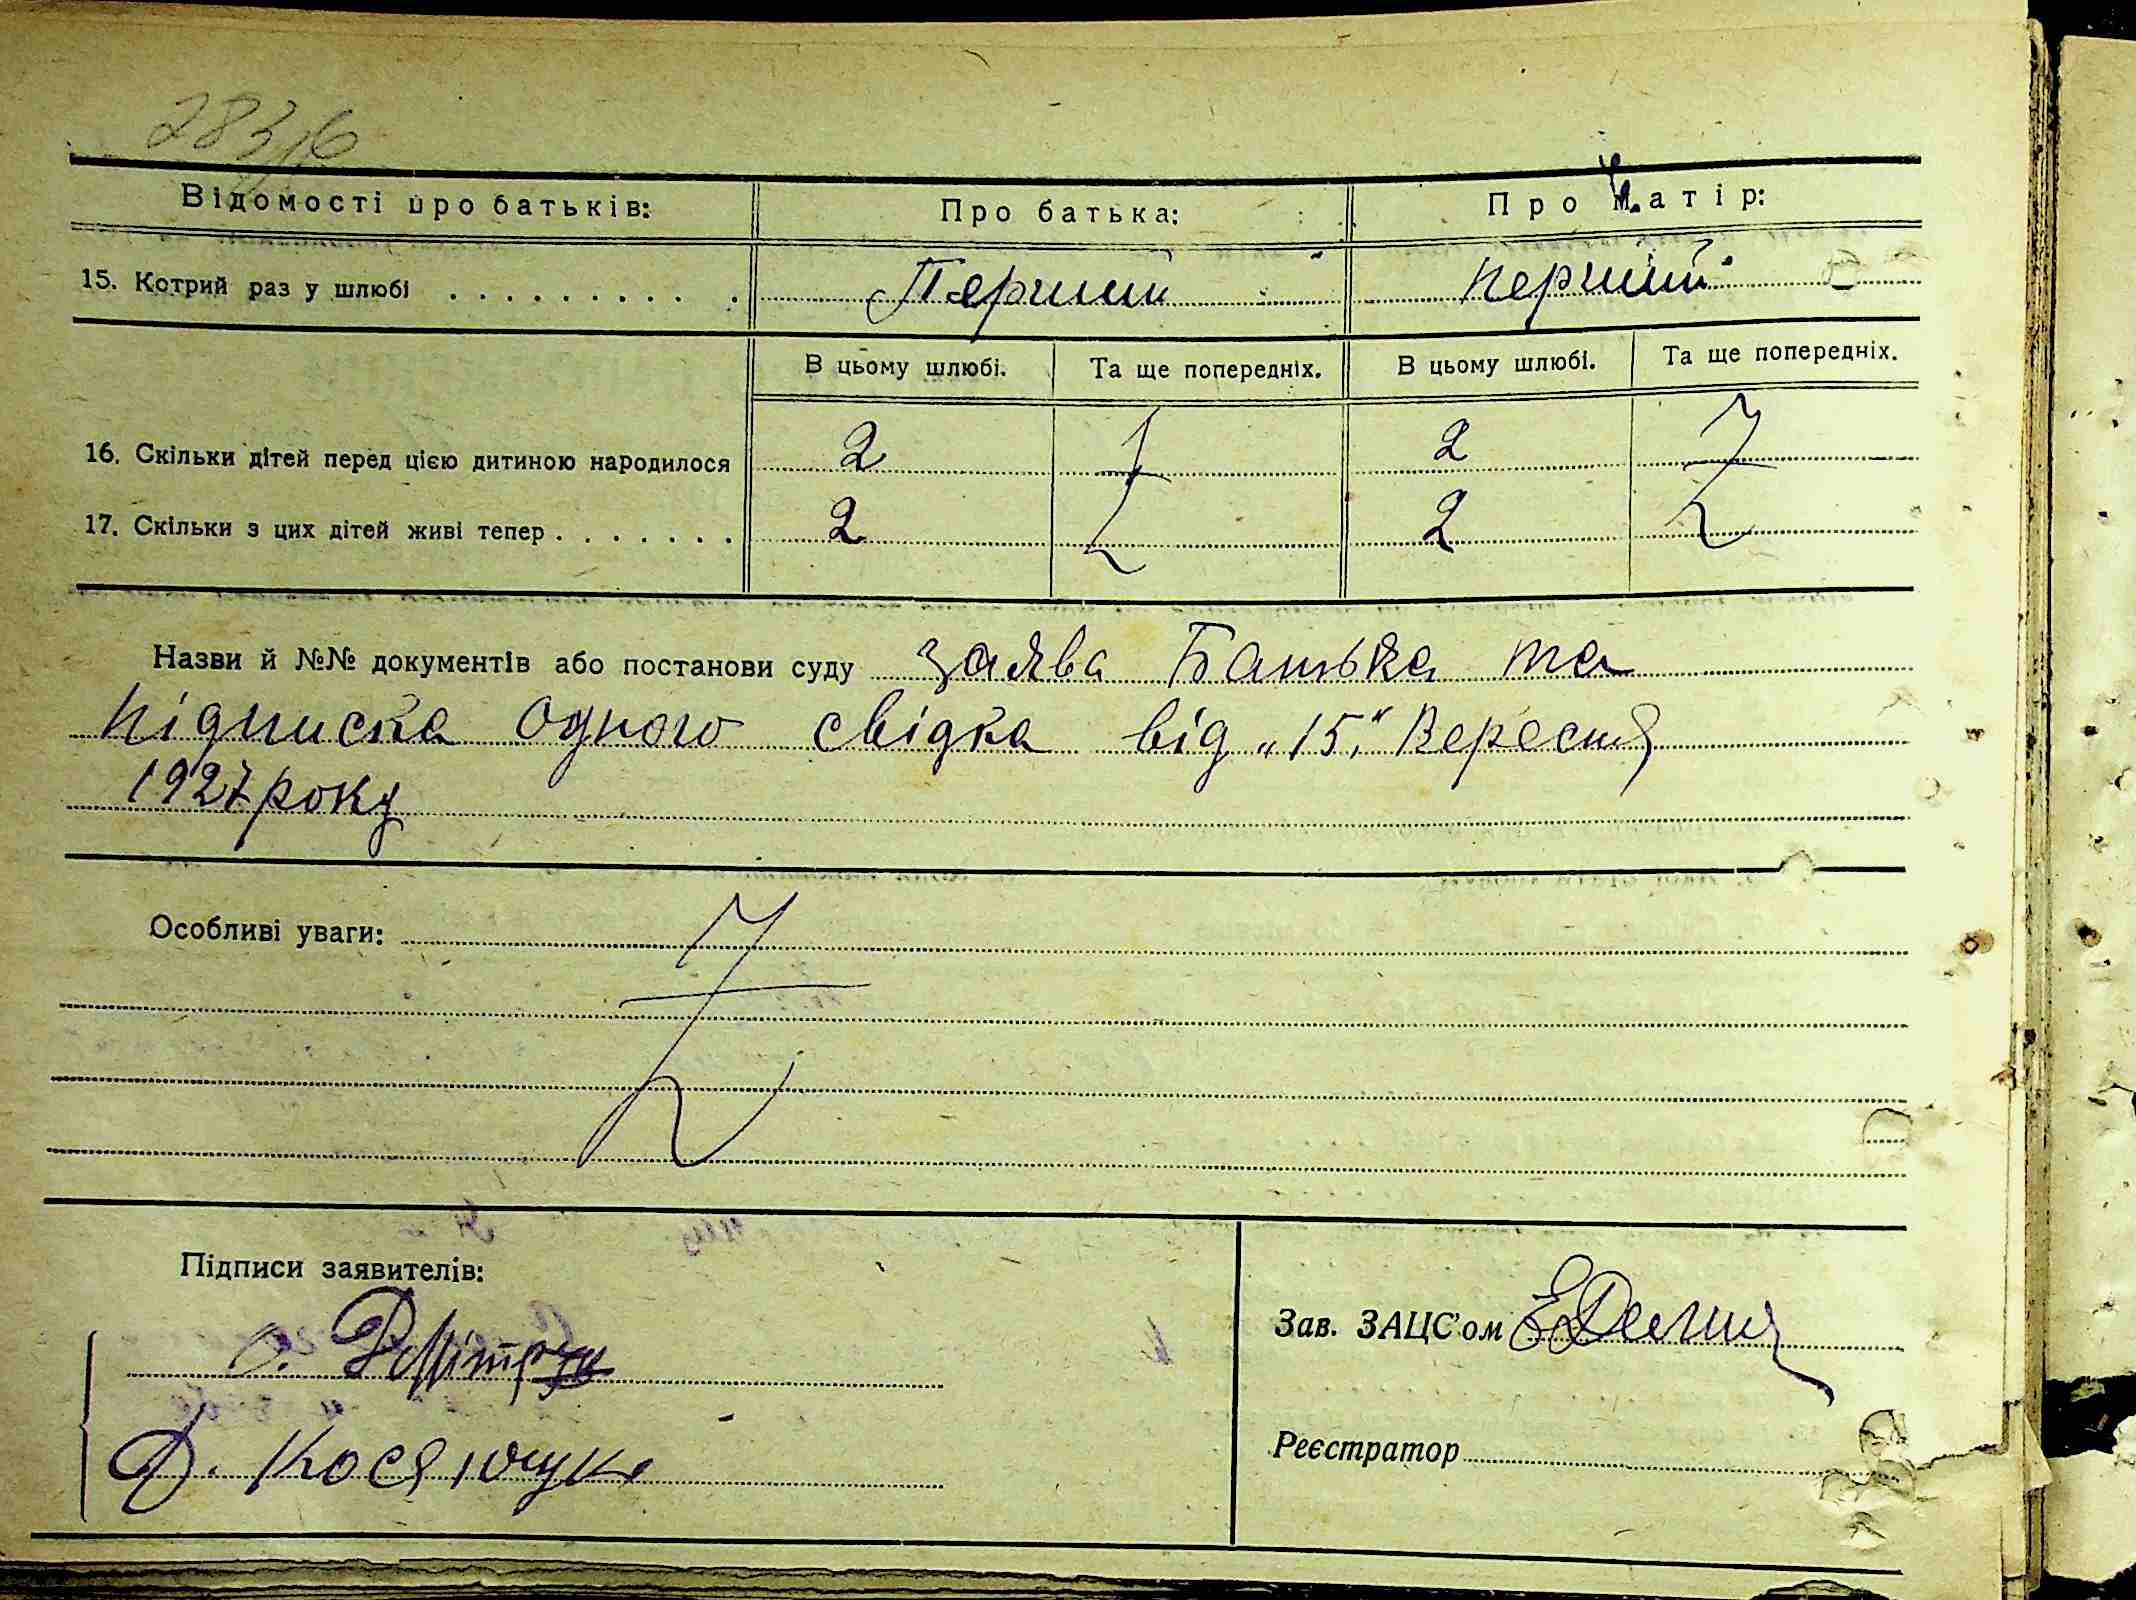 Відомості про батьків: Про батька: Про матір:
15. Котрий раз у шлюбі . . . . . . . . . . Перший перший
В цьому шлюбі. Та ще попередніх. В цьому шлюбі. Та ще попередніх.
16. Скільки дітей перед цією дитиною народилося 2 2
17. Скільки з цих дітей живі тепер . . . . . . . 2 2
Назви й №№ документів або постанови суду заява Батька та
підписка одного свідка від „15" Вересня
1927 року
Особливі уваги:
Підписи заявителів:
Зав. ЗАЦС'ом
Реєстратор